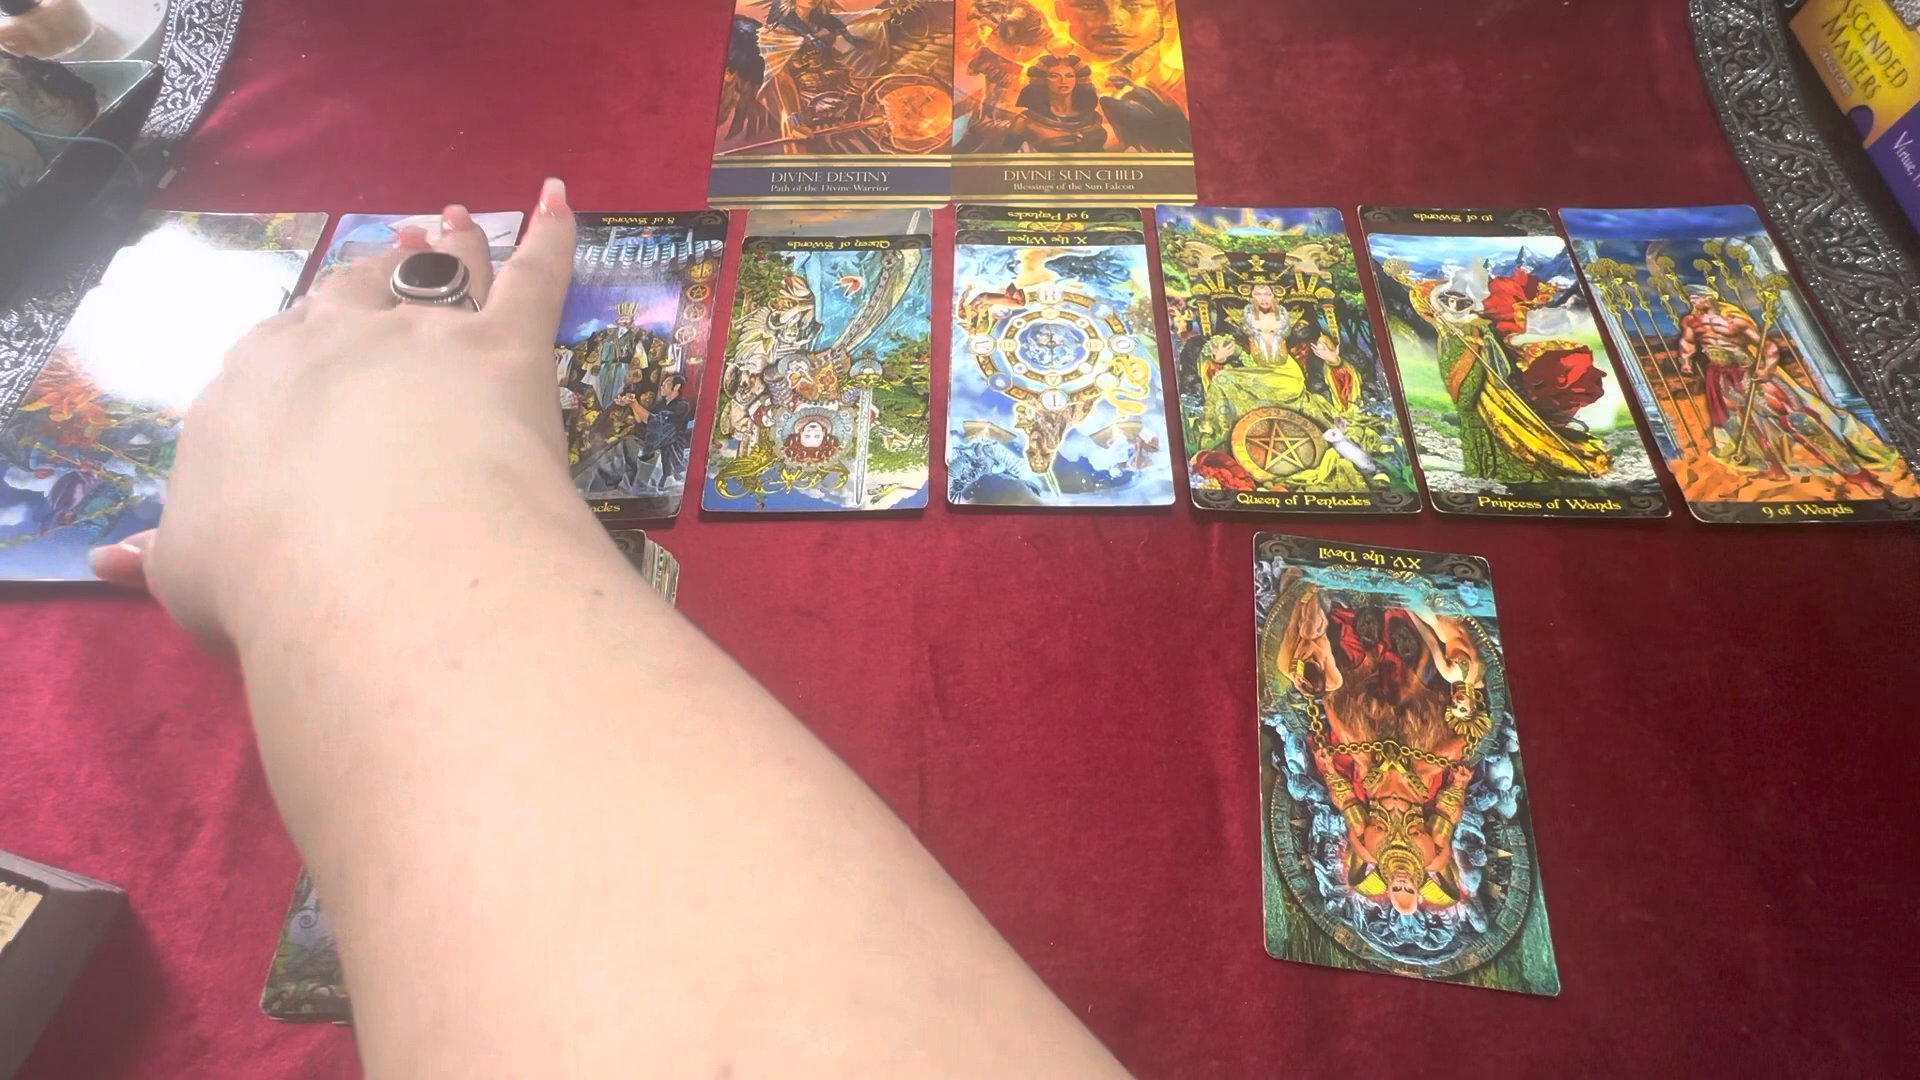 DIVINE DESTINY
Path of the Divine Warrior
DIVINE SUN CHILD
Blessings of the Sun Falcon
ASCENDED
MASTERS
Virtue,
8 of Swords
9 of Pentacles
10 of Swords
Queen of Swords
X. the Wheel
acles
Queen of Pentacles
Princess of Wands
9 of Wands
XV. the Devil